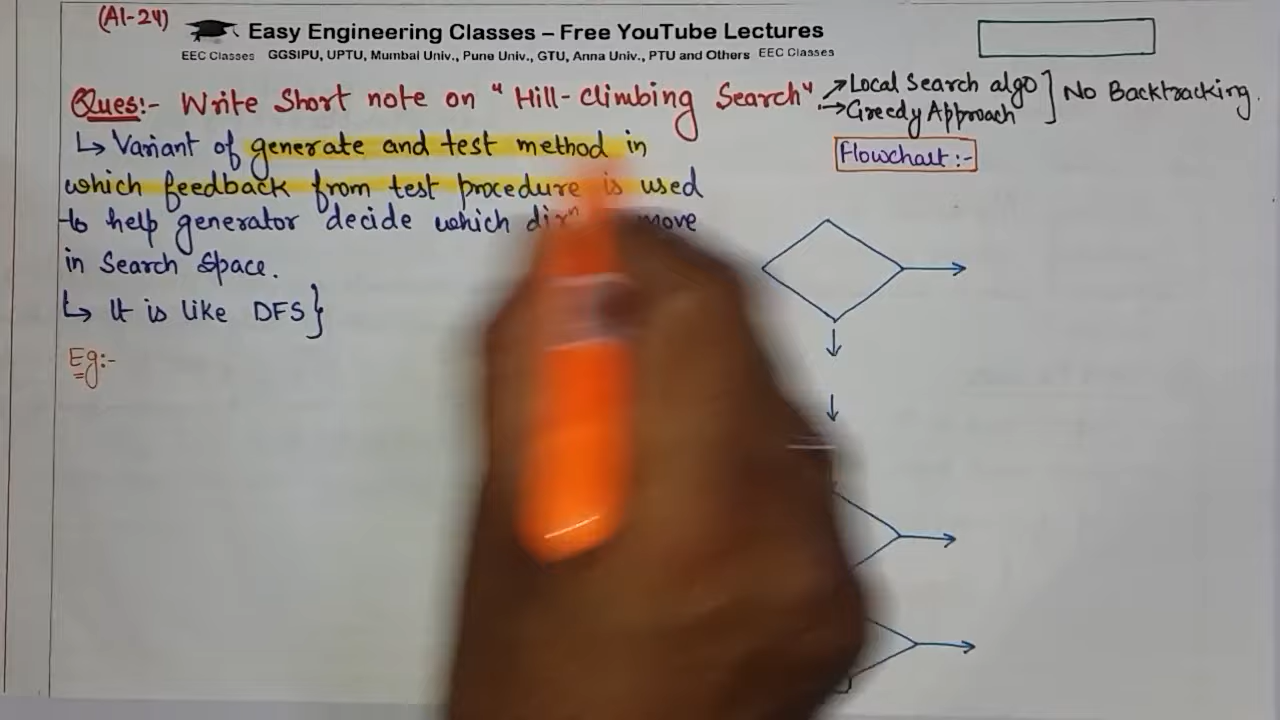 (AI-24)
Easy Engineering Classes – Free YouTube Lectures
EEC Classes GGSIPU, UPTU, Mumbai Univ., Pune Univ., GTU, Anna Univ., PTU and Others EEC Classes
Ques:- Write Short note on "Hill-Climbing Search"
→ Local Search algo
→ Greedy Approach ] No Backtracking.
↳ Variant of generate and test method in
which feedback from test procedure is used
to help generator decide which dirⁿ move
in Search Space.
↳ It is like DFS}
Eg:-
Flowchart:-